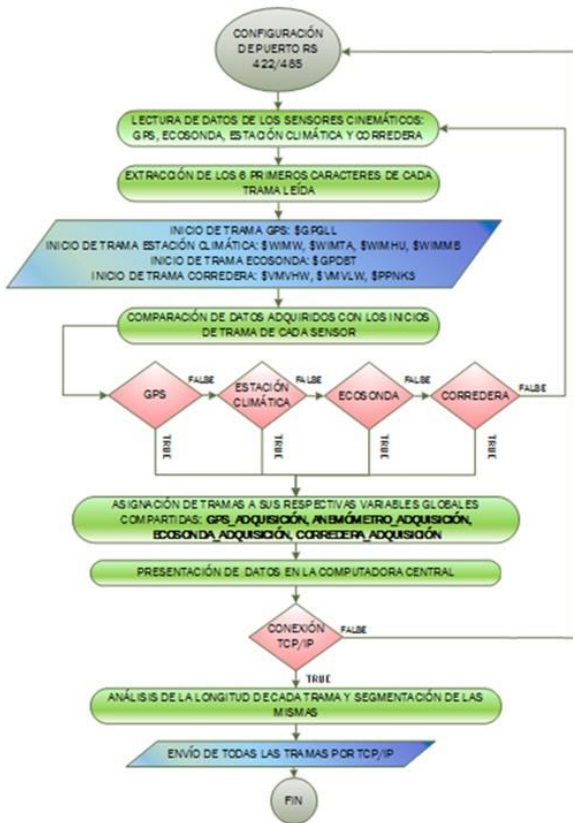 CONFIGURACIÓN
DE PUERTO RS
422/485
LECTURA DE DATOS DE LOS SENSORES CINEMÁTICOS:
GPS, ECOSONDA, ESTACIÓN CLIMÁTICA Y CORREDERA
EXTRACCIÓN DE LOS 6 PRIMEROS CARACTERES DE CADA
TRAMA LEÍDA
INICIO DE TRAMA GPS: $GPGLL
INICIO DE TRAMA ESTACIÓN CLIMÁTICA: $WIMW, $WIMTA, $WIMHU, $WIMMB
INICIO DE TRAMA ECOSONDA: $GPDBT
INICIO DE TRAMA CORREDERA: $VMVHW, $VMVLW, $PPNKS
COMPARACIÓN DE DATOS ADQUIRIDOS CON LOS INICIOS
DE TRAMA DE CADA SENSOR
GPS
FALSE
ESTACIÓN
CLIMÁTICA
FALSE
ECOSONDA
FALSE
CORREDERA
FALSE
TRUE
TRUE
TRUE
TRUE
ASIGNACIÓN DE TRAMAS A SUS RESPECTIVAS VARIABLES GLOBALES
COMPARTIDAS: GPS_ADQUISICIÓN, ANEMÓMETRO_ADQUISICIÓN,
ECOSONDA_ADQUISICIÓN, CORREDERA_ADQUISICIÓN
PRESENTACIÓN DE DATOS EN LA COMPUTADORA CENTRAL
CONEXIÓN
TCP/IP
FALSE
TRUE
ANÁLISIS DE LA LONGITUD DE CADA TRAMA Y SEGMENTACIÓN DE LAS
MISMAS
ENVÍO DE TODAS LAS TRAMAS POR TCP/IP
FIN